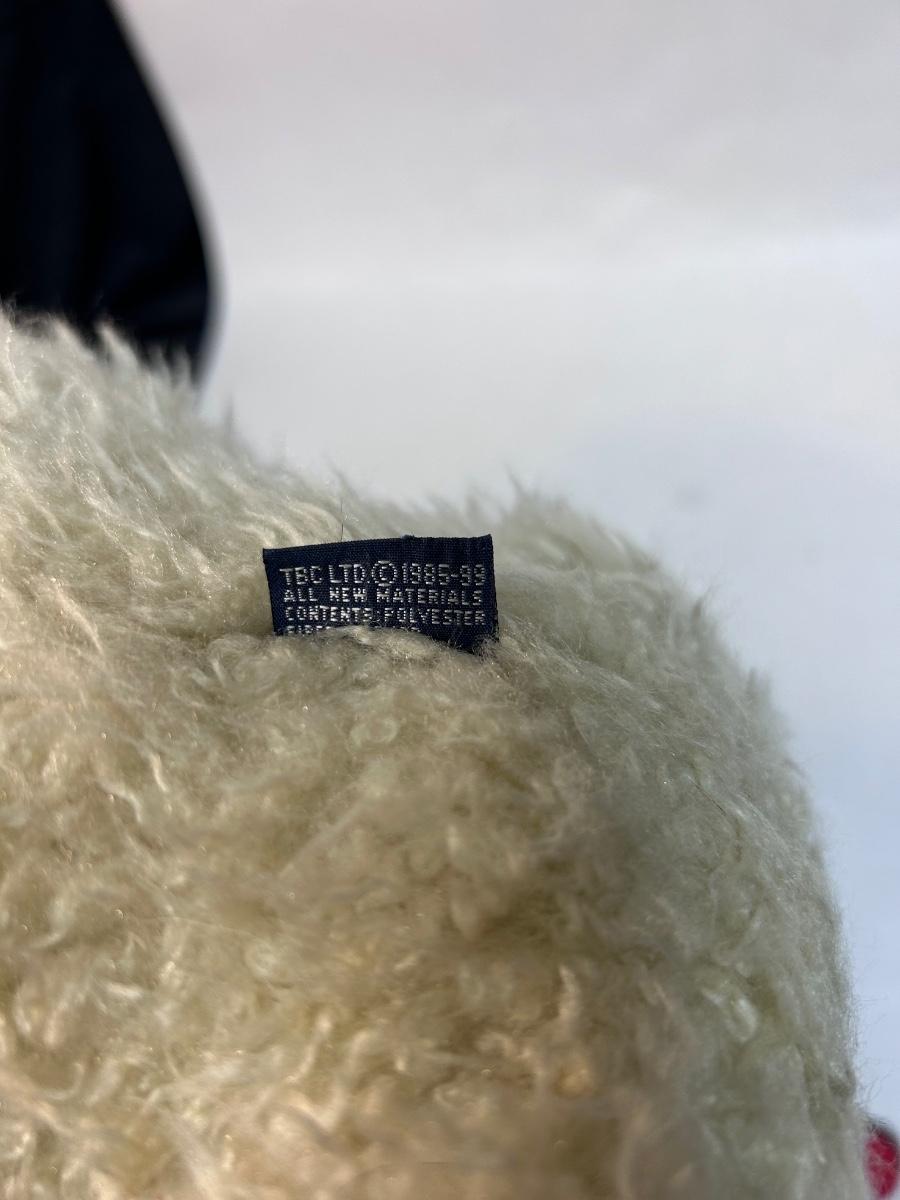 TBC LTD © 1985-99
ALL NEW MATERIALS
CONTENTS: POLYESTER